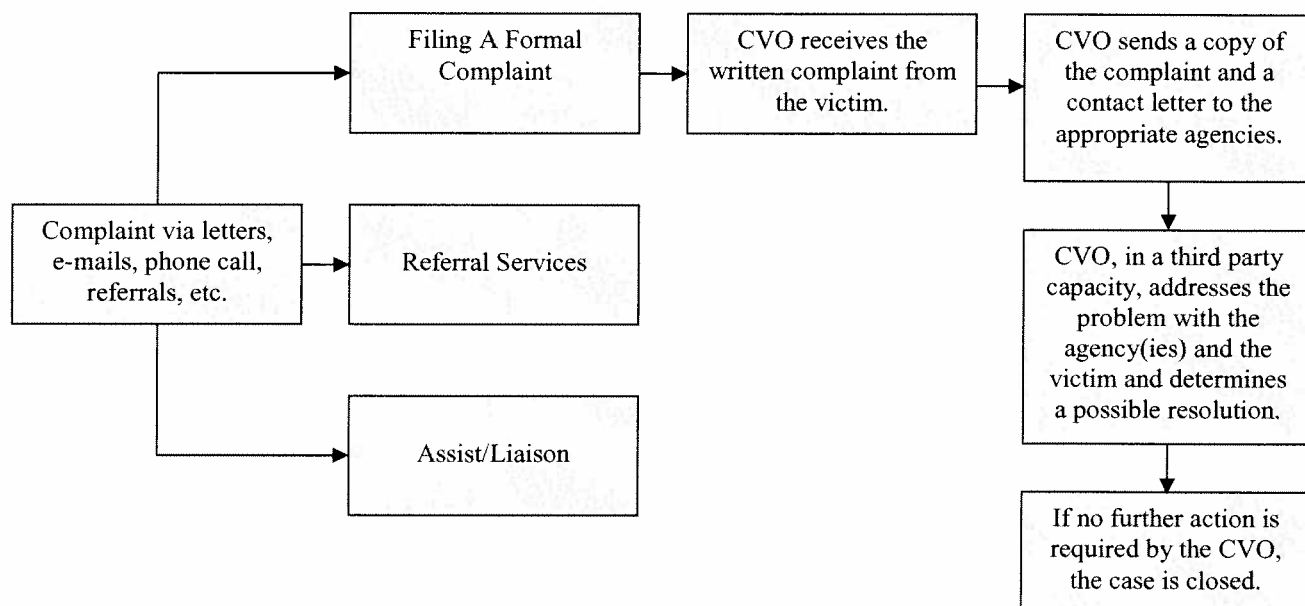 Filing A Formal
Complaint
CVO receives the
written complaint from
the victim.
CVO sends a copy of
the complaint and a
contact letter to the
appropriate agencies.
Complaint via letters,
e-mails, phone call,
referrals, etc.
Referral Services
CVO, in a third party
capacity, addresses the
problem with the
agency(ies) and the
victim and determines
a possible resolution.
Assist/Liaison
If no further action is
required by the CVO,
the case is closed.